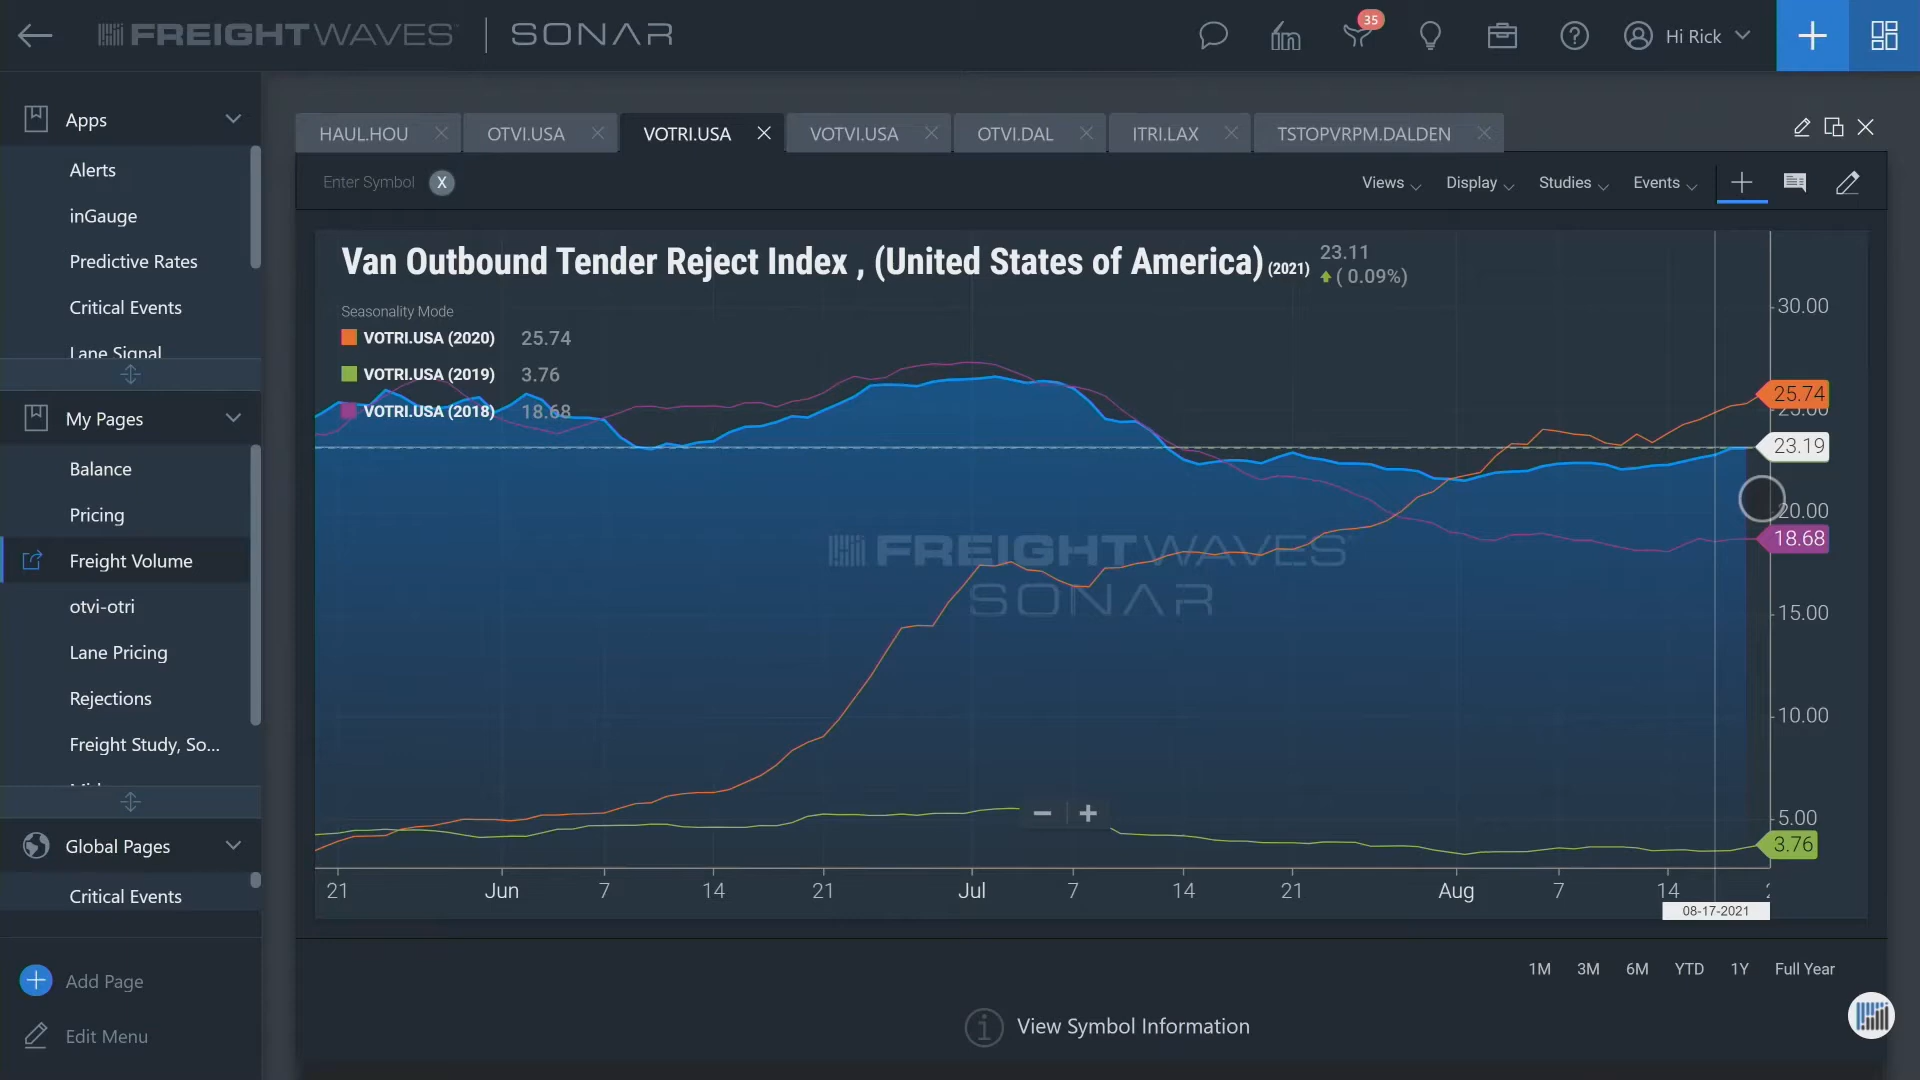 FREIGHTWAVES | SONAR
35
Hi Rick
Apps
Alerts
inGauge
Predictive Rates
Critical Events
Lane Signal
My Pages
Balance
Pricing
Freight Volume
otvi-otri
Lane Pricing
Rejections
Freight Study, So...
Global Pages
Critical Events
Add Page
Edit Menu
HAUL.HOU
OTVI.USA
VOTRI.USA
VOTVI.USA
OTVI.DAL
ITRI.LAX
TSTOPVRPM.DALDEN
Enter Symbol X
Views
Display
Studies
Events
Van Outbound Tender Reject Index , (United States of America) (2021)
23.11
( 0.09%)
Seasonality Mode
VOTRI.USA (2020) 25.74
VOTRI.USA (2019) 3.76
VOTRI.USA (2018) 18.68
FREIGHTWAVES
SONAR
30.00
25.74
25.00
23.19
20.00
18.68
15.00
10.00
5.00
3.76
21 Jun 7 14 21 Jul 7 14 21 Aug 7 14
08-17-2021
1M 3M 6M YTD 1Y Full Year
View Symbol Information